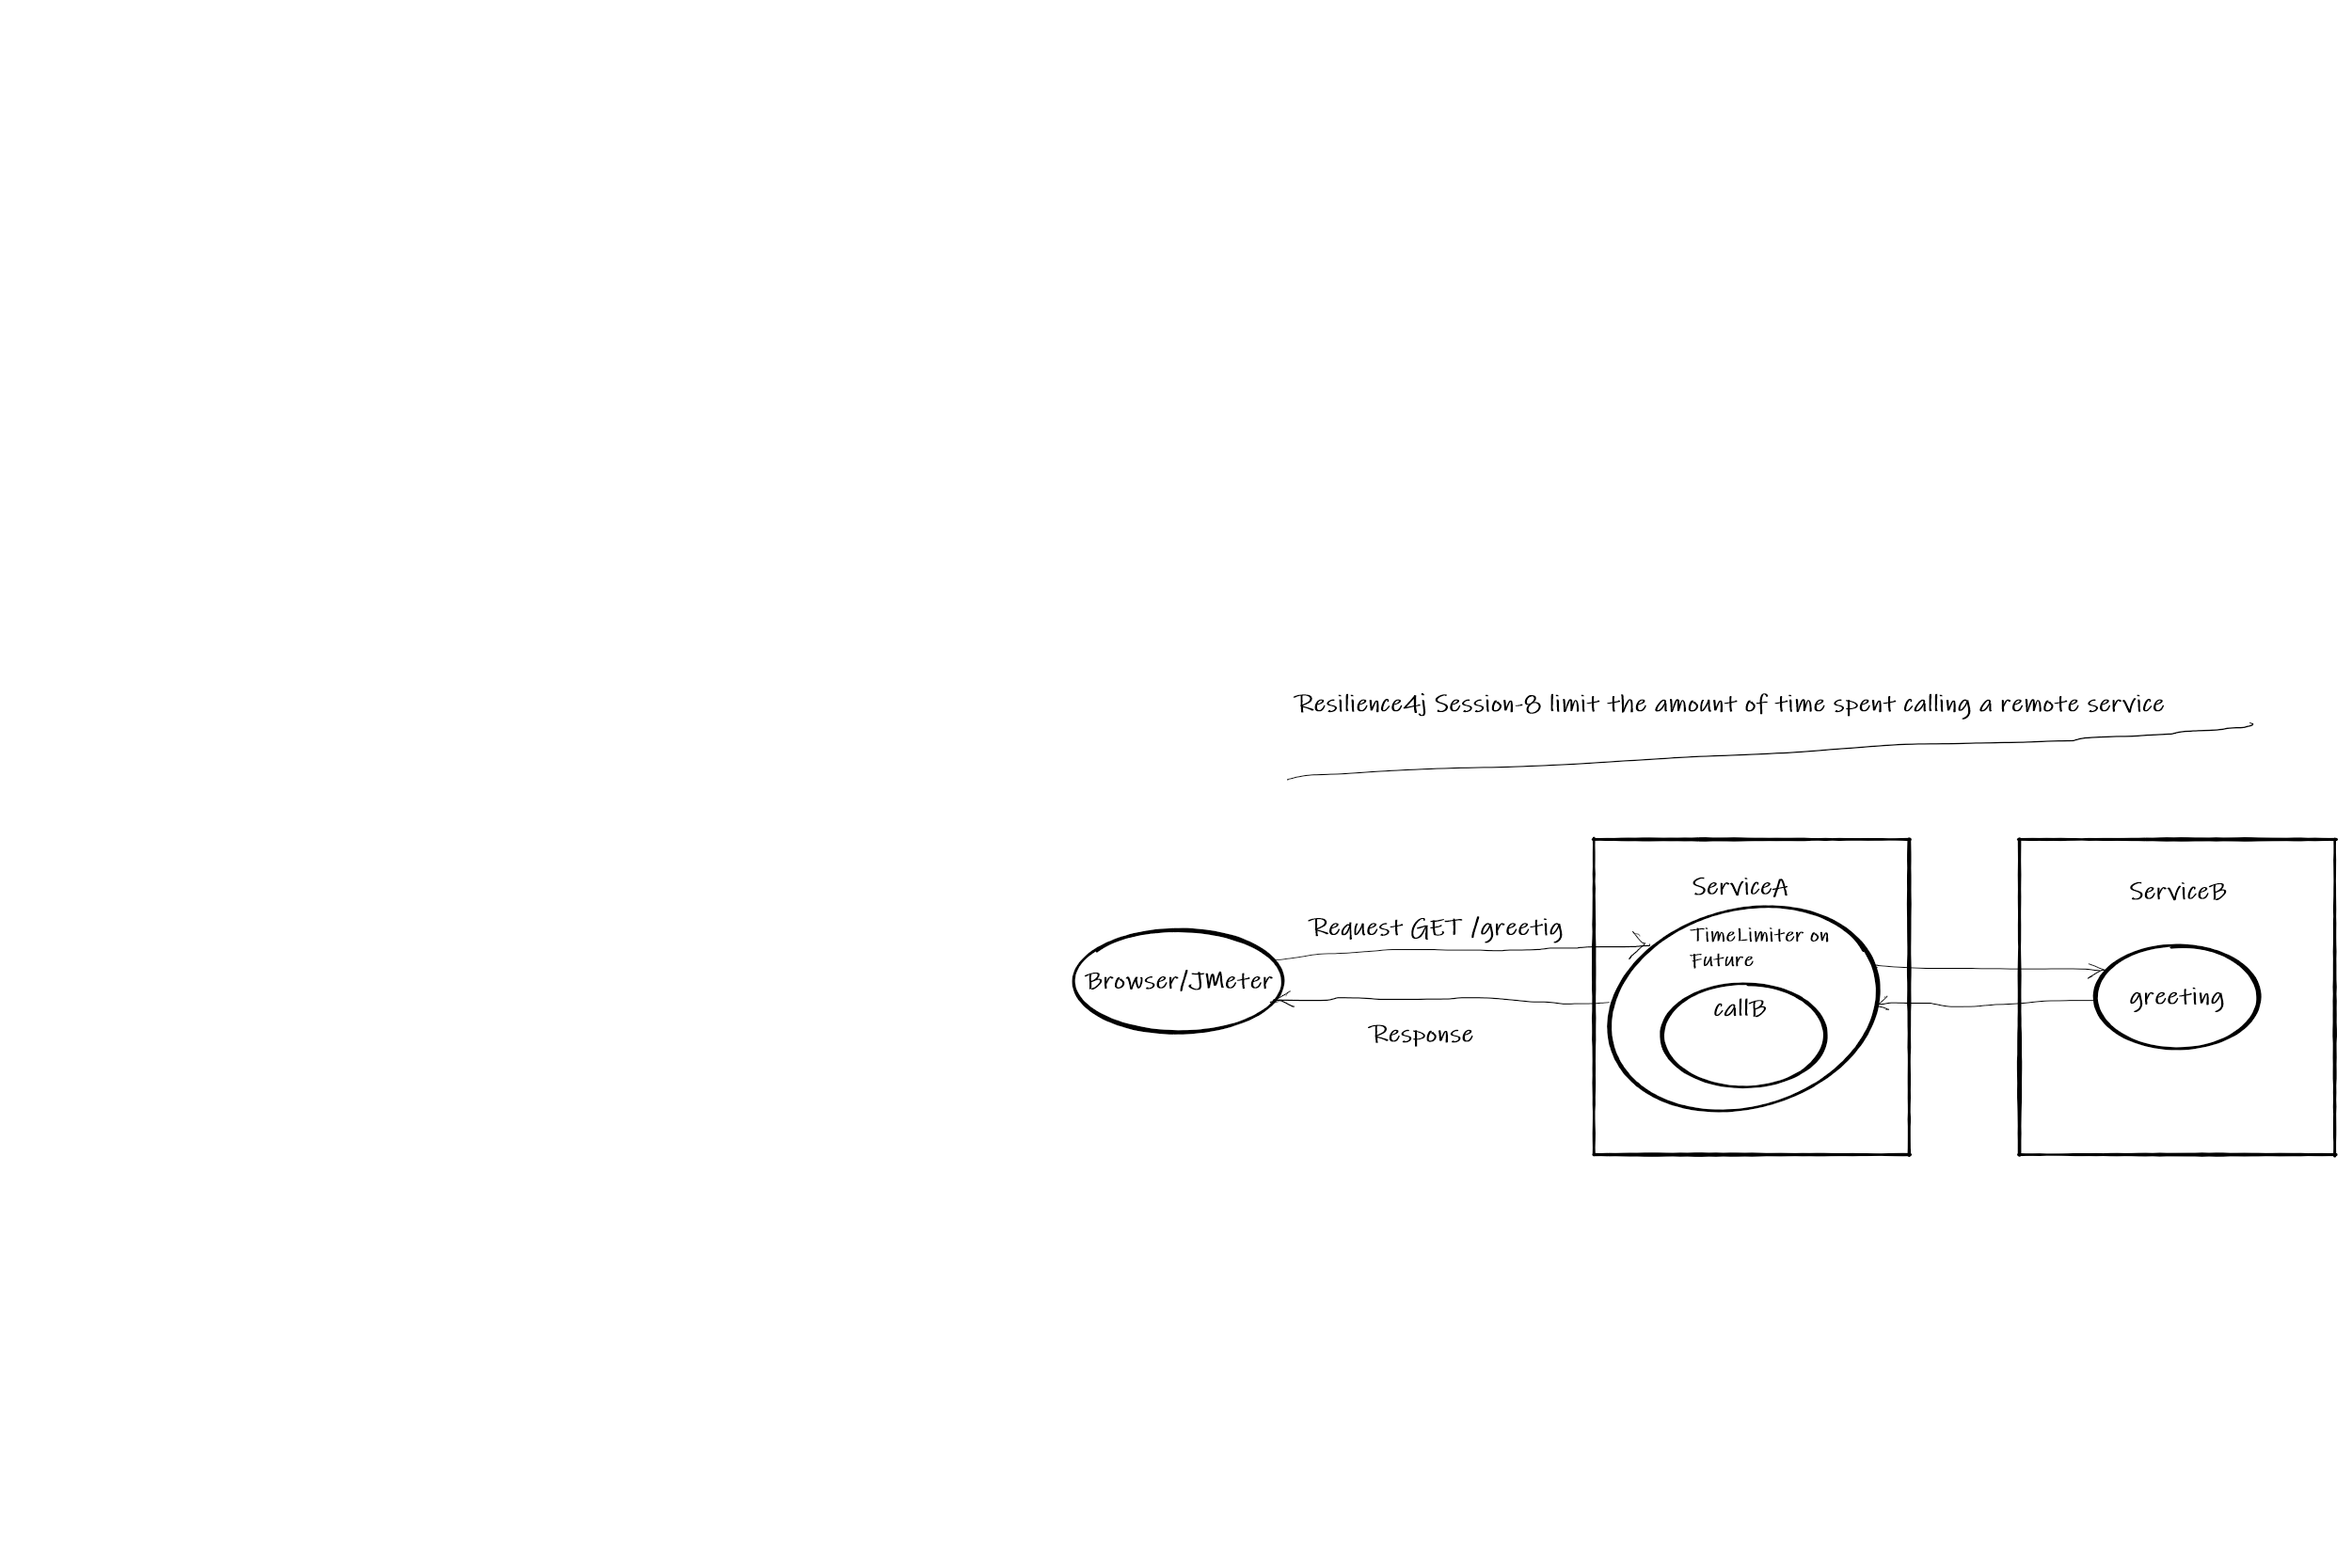 Resilience4j Session-8 limit the amount of time spent calling a remote service
ServiceA
ServiceB
Request GET /greetig
TimeLimiter on
Future
Browser/JMeter
callB
greeting
Response